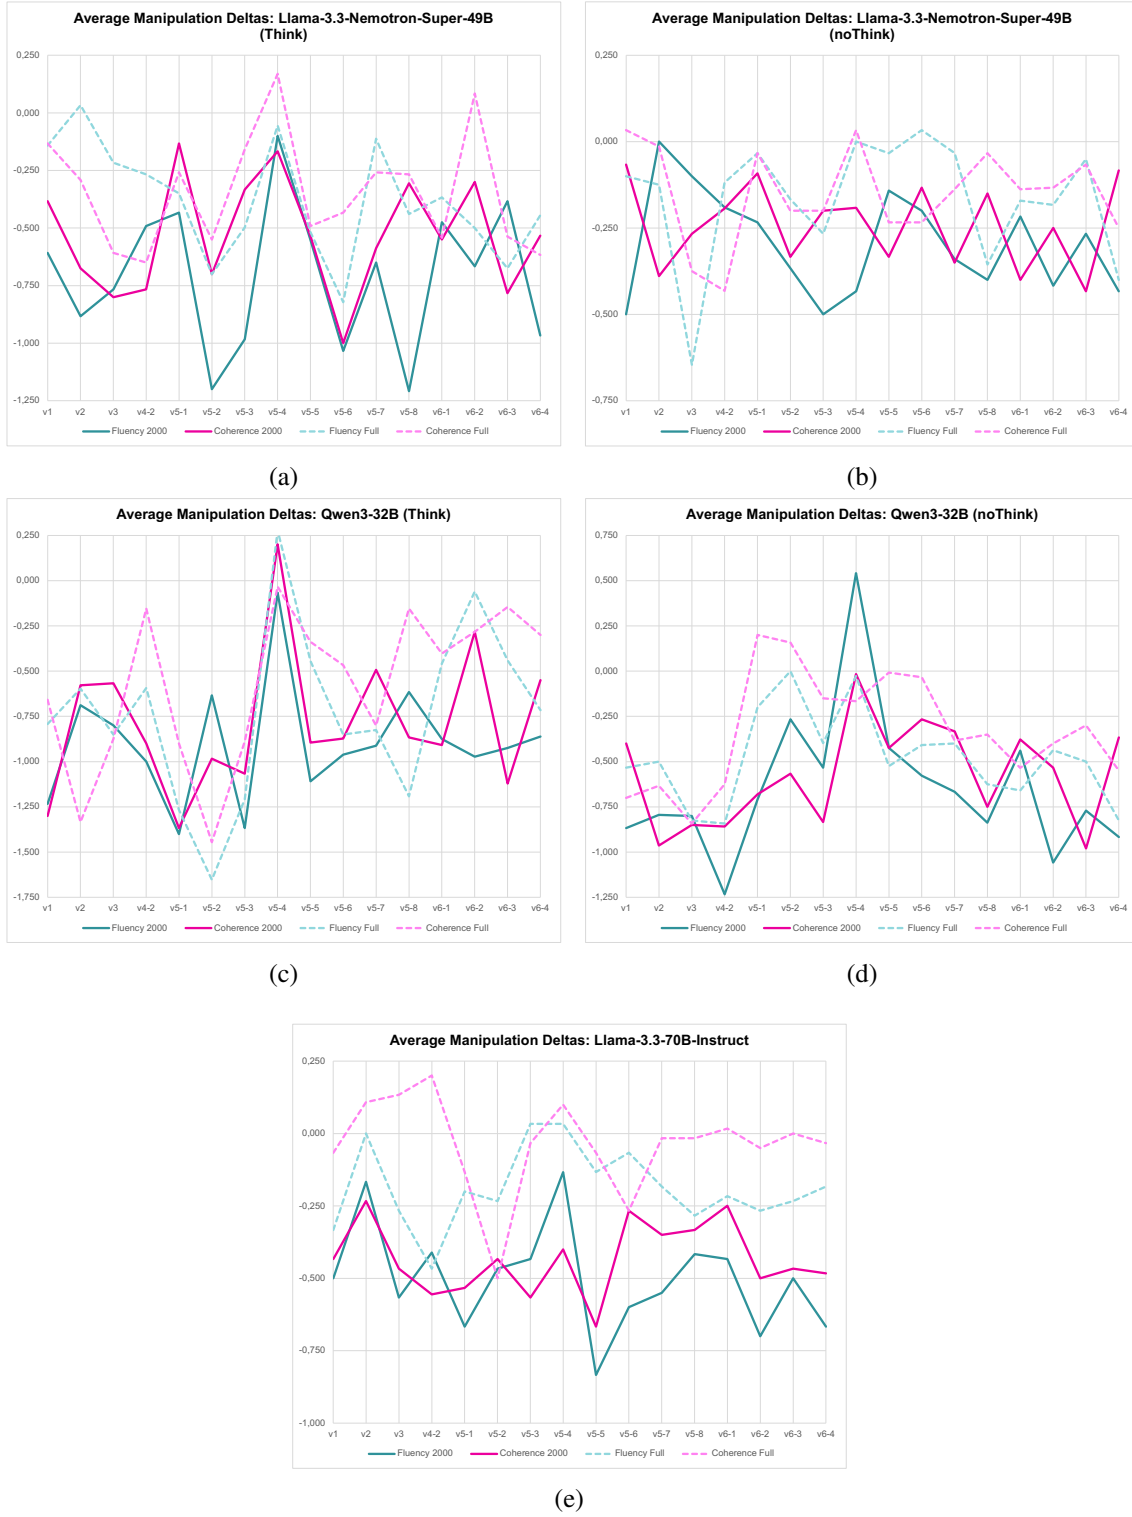 Average Manipulation Deltas: Llama-3.3-Nemotron-Super-49B
(Think)
0,250
0,000
-0,250
-0,500
-0,750
-1,000
-1,250
v1 v2 v3 v4-2 v5-1 v5-2 v5-3 v5-4 v5-5 v5-6 v5-7 v5-8 v6-1 v6-2 v6-3 v6-4
Fluency 2000 Coherence 2000 Fluency Full Coherence Full
(a)
Average Manipulation Deltas: Llama-3.3-Nemotron-Super-49B
(noThink)
0,250
0,000
-0,250
-0,500
-0,750
v1 v2 v3 v4-2 v5-1 v5-2 v5-3 v5-4 v5-5 v5-6 v5-7 v5-8 v6-1 v6-2 v6-3 v6-4
Fluency 2000 Coherence 2000 Fluency Full Coherence Full
(b)
Average Manipulation Deltas: Qwen3-32B (Think)
0,250
0,000
-0,250
-0,500
-0,750
-1,000
-1,250
-1,500
-1,750
v1 v2 v3 v4-2 v5-1 v5-2 v5-3 v5-4 v5-5 v5-6 v5-7 v5-8 v6-1 v6-2 v6-3 v6-4
Fluency 2000 Coherence 2000 Fluency Full Coherence Full
(c)
Average Manipulation Deltas: Qwen3-32B (noThink)
0,750
0,500
0,250
0,000
-0,250
-0,500
-0,750
-1,000
-1,250
v1 v2 v3 v4-2 v5-1 v5-2 v5-3 v5-4 v5-5 v5-6 v5-7 v5-8 v6-1 v6-2 v6-3 v6-4
Fluency 2000 Coherence 2000 Fluency Full Coherence Full
(d)
Average Manipulation Deltas: Llama-3.3-70B-Instruct
0,250
0,000
-0,250
-0,500
-0,750
-1,000
v1 v2 v3 v4-2 v5-1 v5-2 v5-3 v5-4 v5-5 v5-6 v5-7 v5-8 v6-1 v6-2 v6-3 v6-4
Fluency 2000 Coherence 2000 Fluency Full Coherence Full
(e)